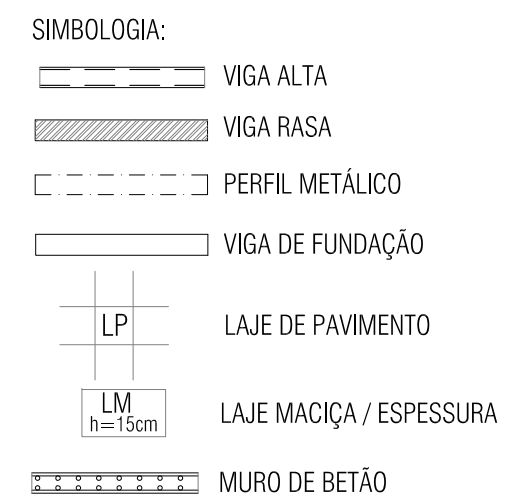 SIMBOLOGIA:
VIGA ALTA
VIGA RASA
PERFIL METÁLICO
VIGA DE FUNDAÇÃO
LP
LAJE DE PAVIMENTO
LM
h=15cm
LAJE MACIÇA / ESPESSURA
MURO DE BETÃO